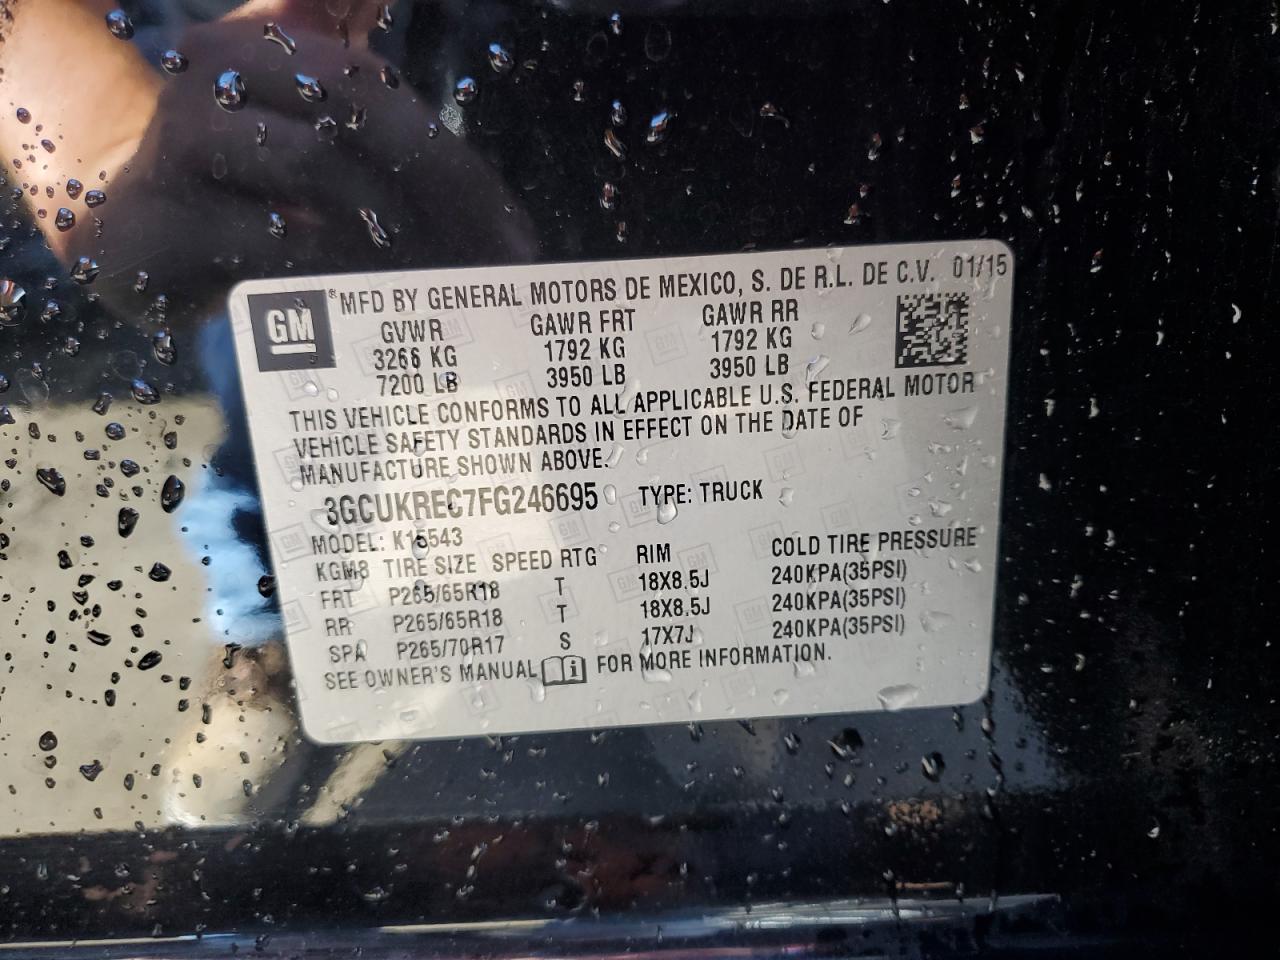 GM ® MFD BY GENERAL MOTORS DE MEXICO, S. DE R.L. DE C.V. 01/15
GVWR GAWR FRT GAWR RR
3266 KG 1792 KG 1792 KG
7200 LB 3950 LB 3950 LB
THIS VEHICLE CONFORMS TO ALL APPLICABLE U.S. FEDERAL MOTOR
VEHICLE SAFETY STANDARDS IN EFFECT ON THE DATE OF
MANUFACTURE SHOWN ABOVE.
3GCUKREC7FG246695 TYPE: TRUCK
MODEL: K15543
KGM8 TIRE SIZE SPEED RTG RIM COLD TIRE PRESSURE
FRT P265/65R18 T 18X8.5J 240KPA(35PSI)
RR P265/65R18 T 18X8.5J 240KPA(35PSI)
SPA P265/70R17 S 17X7J 240KPA(35PSI)
SEE OWNER'S MANUAL FOR MORE INFORMATION.